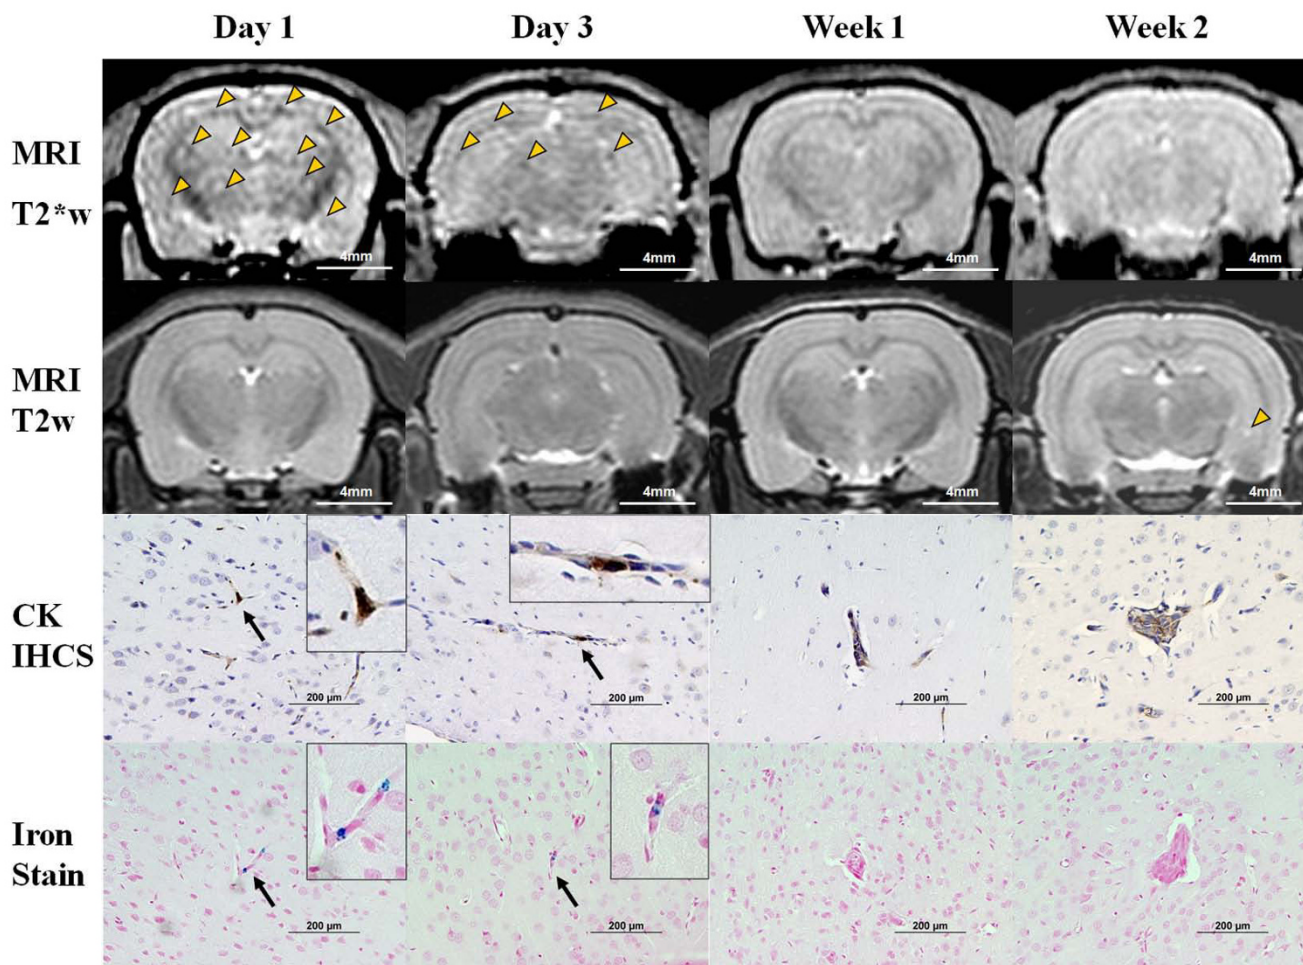 Day 1 Day 3 Week 1 Week 2
MRI
T2*w
4mm 4mm 4mm 4mm
MRI
T2w
4mm 4mm 4mm 4mm
CK
IHCS
200 µm 200 µm 200 µm 200 µm
Iron
Stain
200 µm 200 µm 200 µm 200 µm